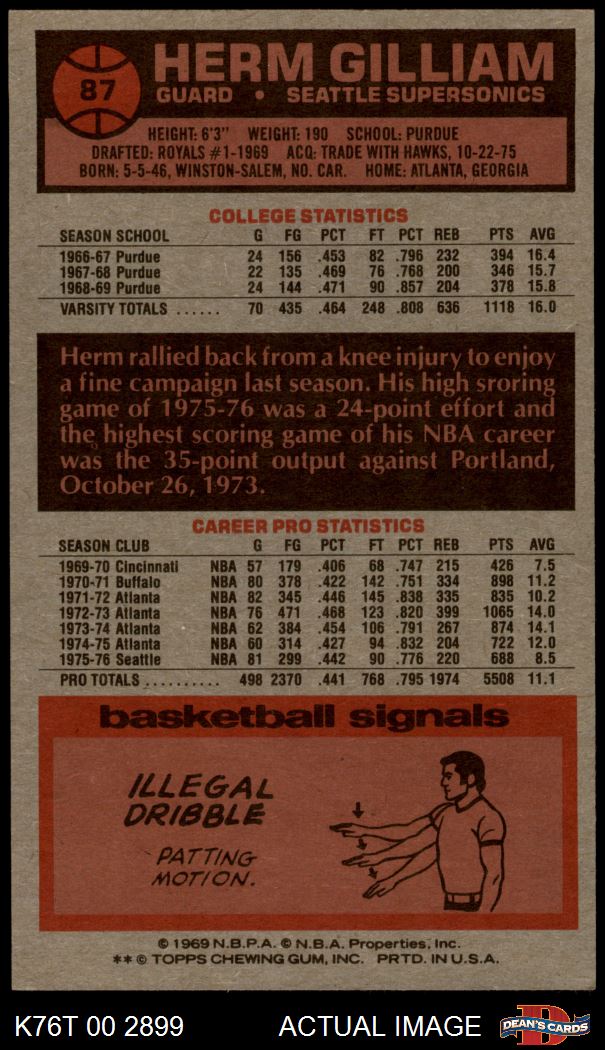 87
HERM GILLIAM
GUARD • SEATTLE SUPERSONICS
HEIGHT: 6'3" WEIGHT: 190 SCHOOL: PURDUE
DRAFTED: ROYALS #1-1969 ACQ: TRADE WITH HAWKS, 10-22-75
BORN: 5-5-46, WINSTON-SALEM, NO. CAR. HOME: ATLANTA, GEORGIA
COLLEGE STATISTICS
SEASON SCHOOL G FG PCT FT PCT REB PTS AVG
1966-67 Purdue 24 156 .453 82 .796 232 394 16.4
1967-68 Purdue 22 135 .469 76 .768 200 346 15.7
1968-69 Purdue 24 144 .471 90 .857 204 378 15.8
VARSITY TOTALS ...... 70 435 .464 248 .808 636 1118 16.0
Herm rallied back from a knee injury to enjoy
a fine campaign last season. His high sroring
game of 1975-76 was a 24-point effort and
the highest scoring game of his NBA career
was the 35-point output against Portland,
October 26, 1973.
CAREER PRO STATISTICS
SEASON CLUB G FG PCT FT PCT REB PTS AVG
1969-70 Cincinnati NBA 57 179 .406 68 .747 215 426 7.5
1970-71 Buffalo NBA 80 378 .422 142 .751 334 898 11.2
1971-72 Atlanta NBA 82 345 .446 145 .838 335 835 10.2
1972-73 Atlanta NBA 76 471 .468 123 .820 399 1065 14.0
1973-74 Atlanta NBA 62 384 .454 106 .791 267 874 14.1
1974-75 Atlanta NBA 60 314 .427 94 .832 204 722 12.0
1975-76 Seattle NBA 81 299 .442 90 .776 220 688 8.5
PRO TOTALS .......... 498 2370 .441 768 .795 1974 5508 11.1
basketball signals
ILLEGAL
DRIBBLE
PATTING
MOTION.
© 1969 N.B.P.A. © N.B.A. Properties, Inc.
** © TOPPS CHEWING GUM, INC. PRTD. IN U.S.A.
K76T 00 2899 ACTUAL IMAGE
D
DEAN'S CARDS